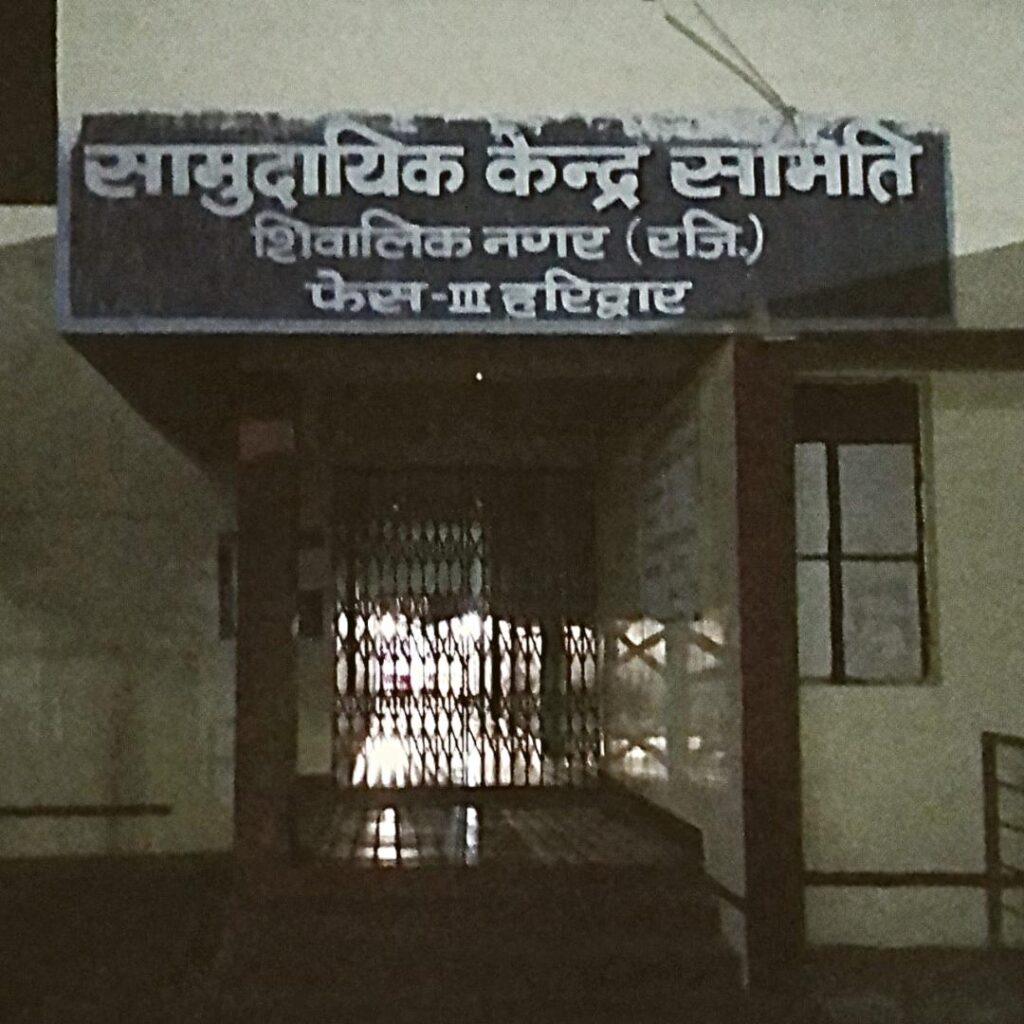 सामुदायिक केन्द्र समिति
शिवालिक नगर (रजि.)
फेस-III हरिद्वार